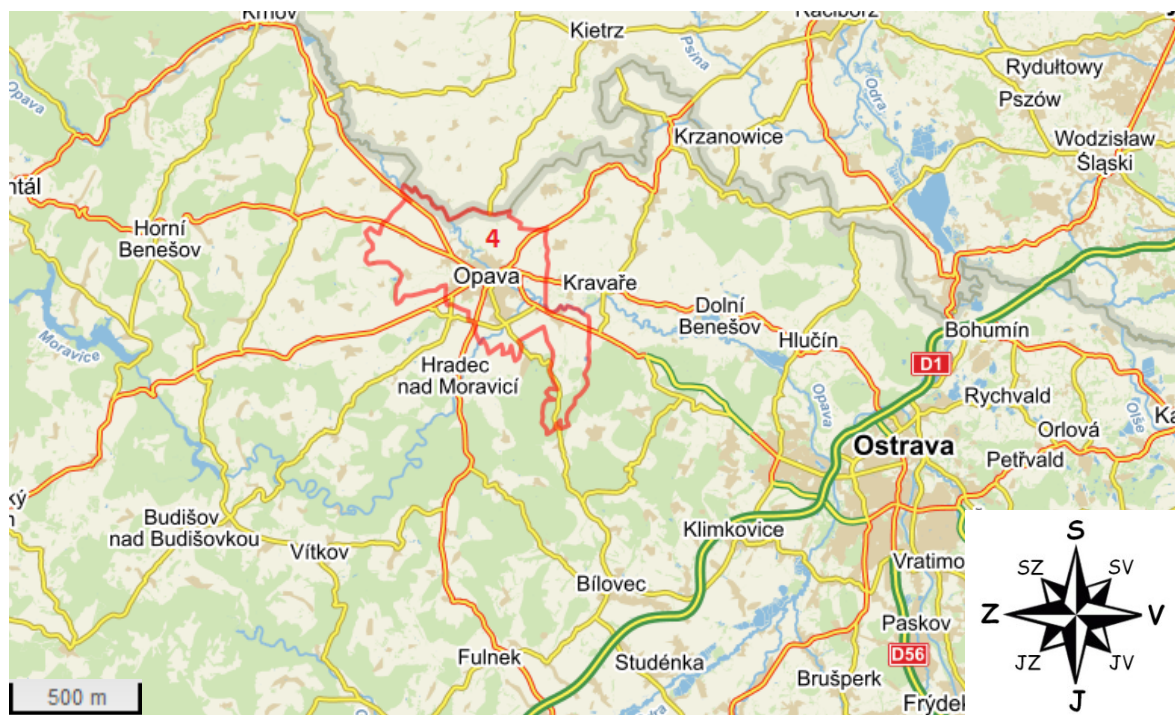 Krnov
Kietrz
Racibórz
Rydułtowy
Psina
Odra
Pszów
Opava
Krzanowice
Wodzisław
Śląski
ntál
Horní
Benešov
4
Opava
Kravaře
Dolní
Benešov
Moravice
Hlučín
Bohumín
Hradec
nad Moravicí
D1
Opava
Rychvald
Olše
Ostrava
Orlová
Petřvald
ký
Budišov
nad Budišovkou
Vítkov
Klimkovice
Vratimo
Bílovec
Paskov
Fulnek
Studénka
D56
Brušperk
Frýdek
500 m
S
SZ
SV
Z
V
JZ
JV
J